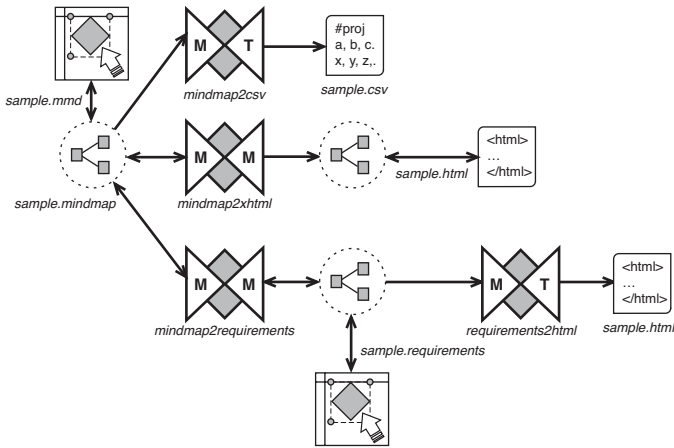 #proj
a, b, c.
x, y, z,.
M T
sample.mmd
mindmap2csv
sample.csv
<html>
...
</html>
M M
sample.html
sample.mindmap
mindmap2xhtml
<html>
...
</html>
M M
M T
mindmap2requirements
requirements2html
sample.html
sample.requirements